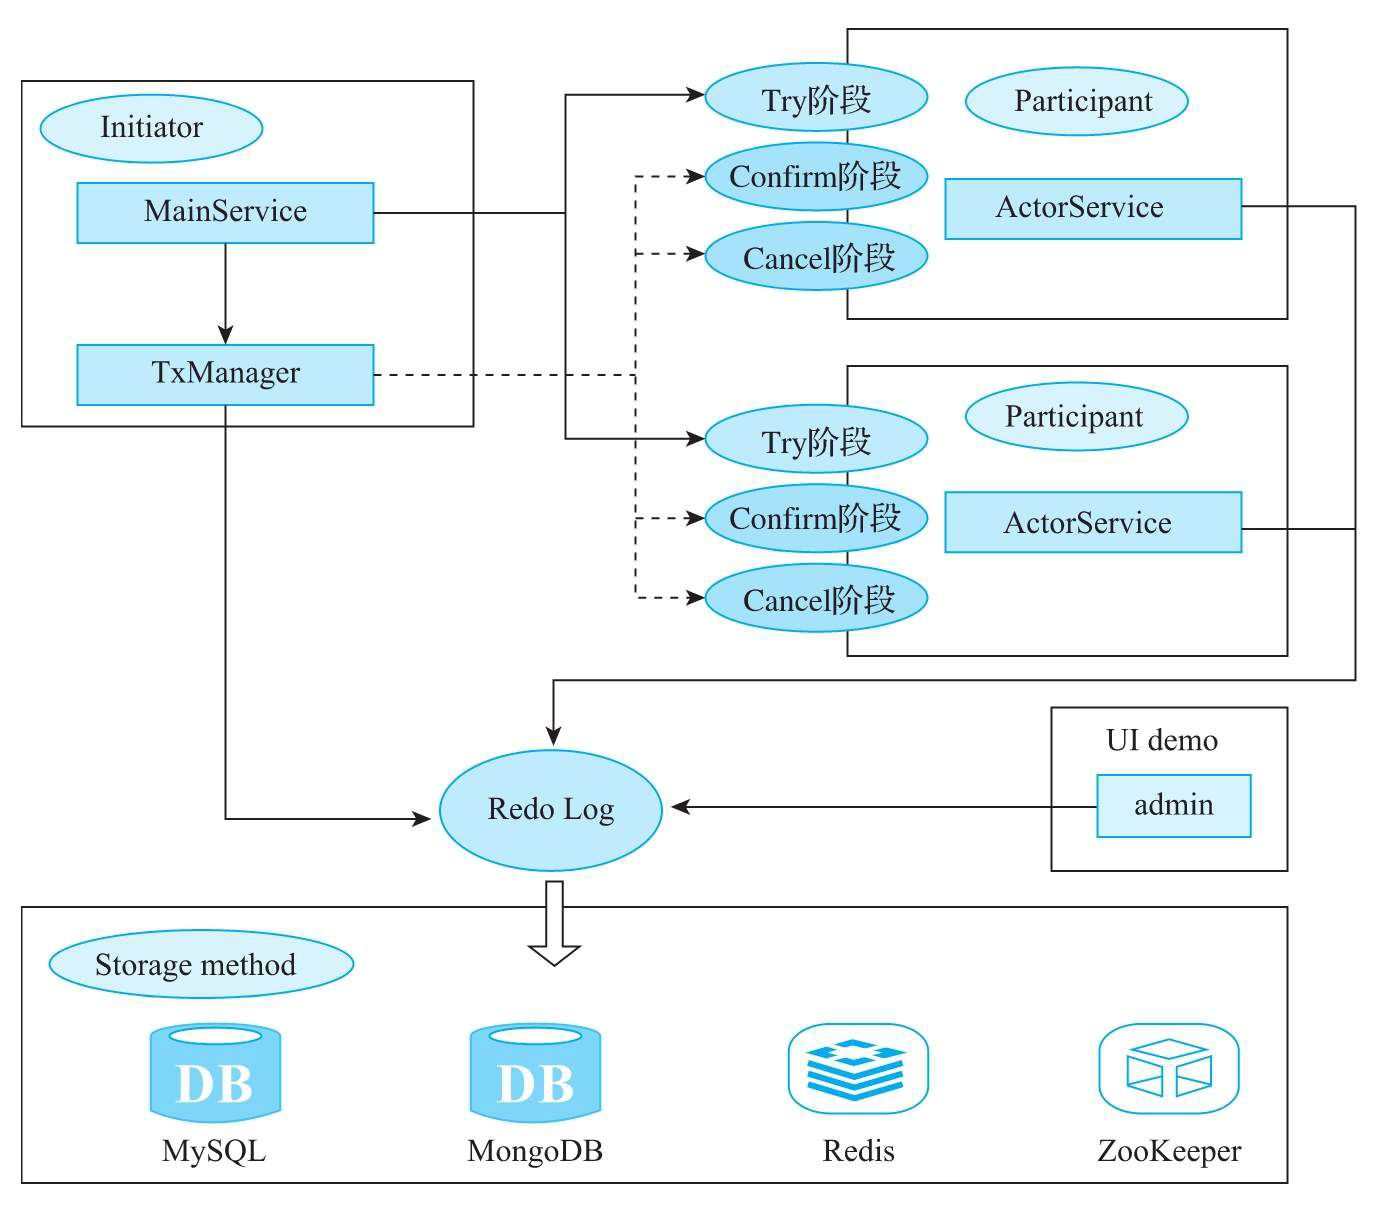 Initiator
MainService
TxManager
Try阶段
Confirm阶段
Cancel阶段
Participant
ActorService
Try阶段
Confirm阶段
Cancel阶段
Participant
ActorService
Redo Log
UI demo
admin
Storage method
DB
MySQL
DB
MongoDB
Redis
ZooKeeper